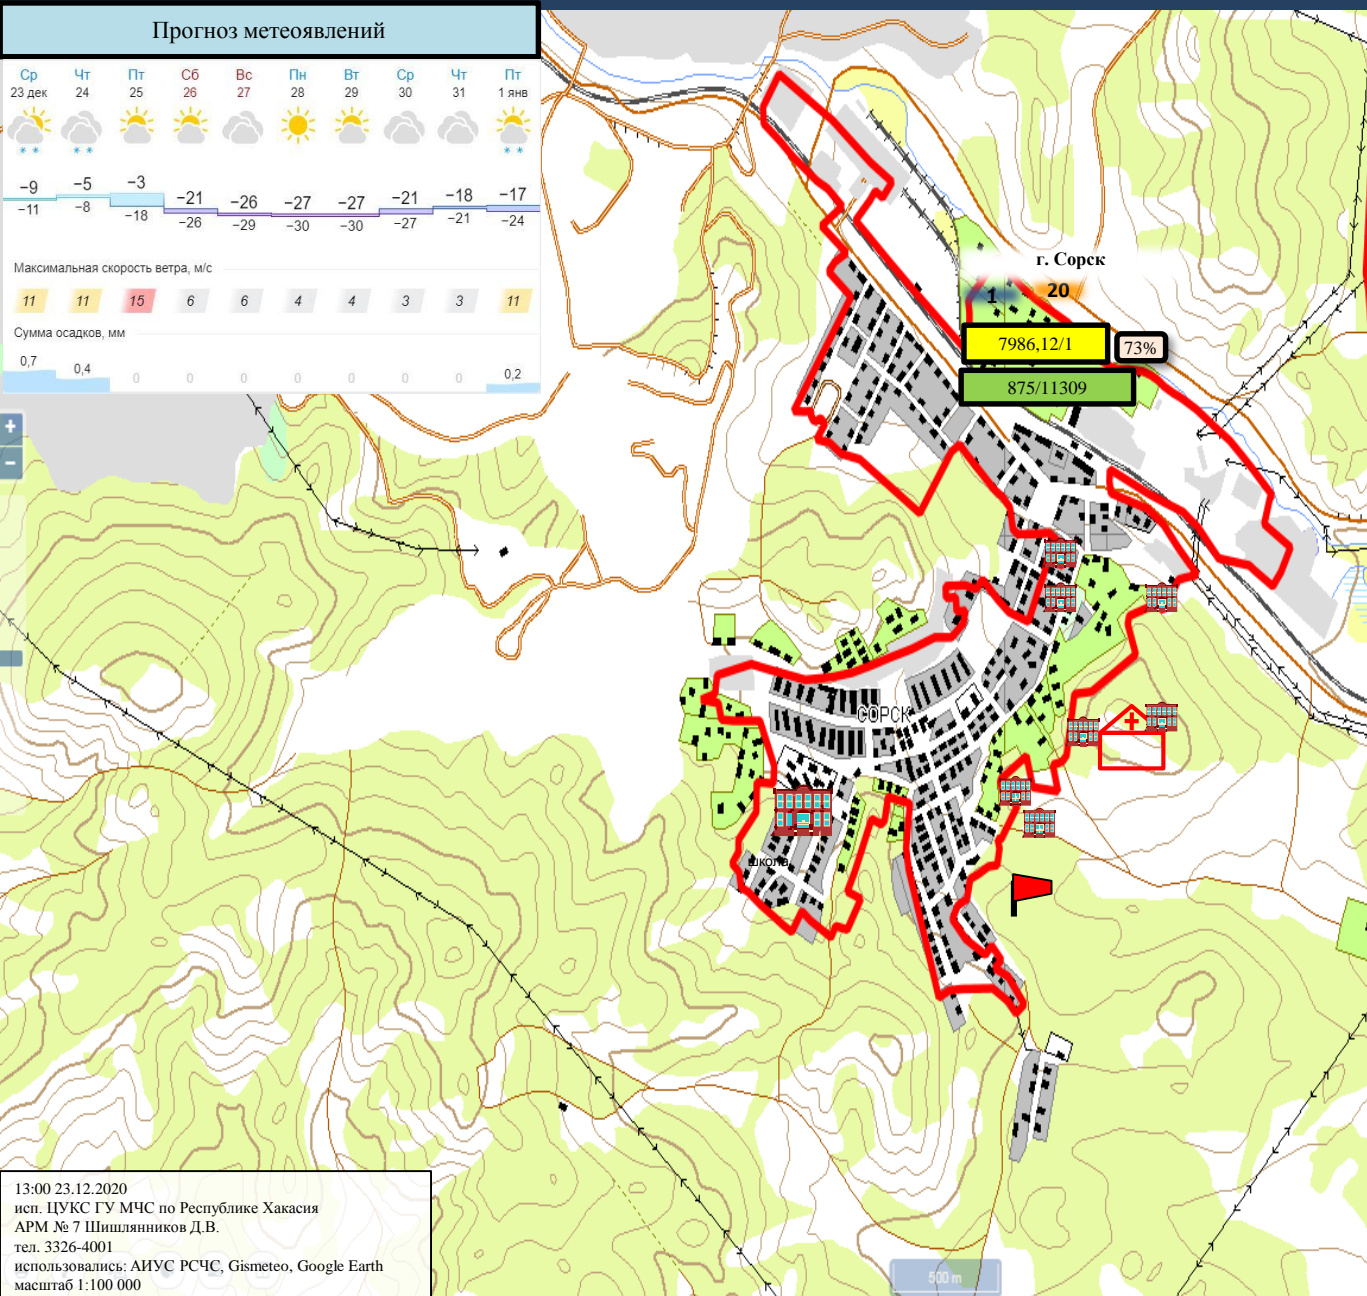 Прогноз метеоявлений
Ср Чт Пт Сб Вс Пн Вт Ср Чт Пт
23 дек 24 25 26 27 28 29 30 31 1 янв
−9 −5 −3 −21 −26 −27 −27 −21 −18 −17
−11 −8 −18 −26 −29 −30 −30 −27 −21 −24
Максимальная скорость ветра, м/с
11 11 15 6 6 4 4 3 3 11
Сумма осадков, мм
0,7 0,4 0 0 0 0 0 0 0 0,2
+
−
г. Сорск
1 20
7986,12/1 73%
875/11309
СОРСК
школа
13:00 23.12.2020
исп. ЦУКС ГУ МЧС по Республике Хакасия
АРМ № 7 Шишлянников Д.В.
тел. 3326-4001
использовались: АИУС РСЧС, Gismeteo, Google Earth
масштаб 1:100 000
500 m